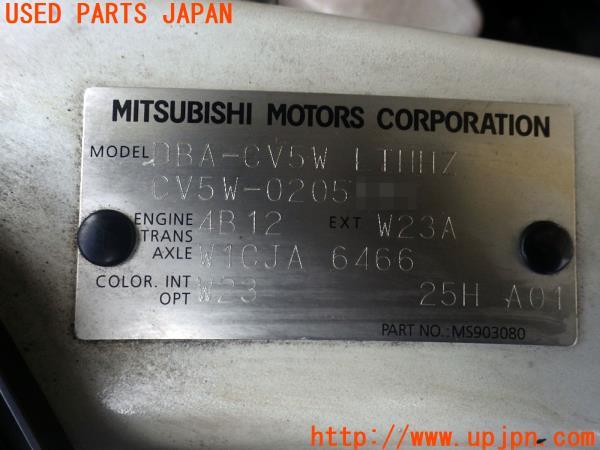 USED PARTS JAPAN
MITSUBISHI MOTORS CORPORATION
MODEL DBA-CV5W LTHHZ
CV5W-0205
ENGINE 4B12 EXT W23A
TRANS
AXLE W1CJA 6466
COLOR. INT W23
OPT 25H A01
PART NO.:MS903080
http://www.upjpn.com/